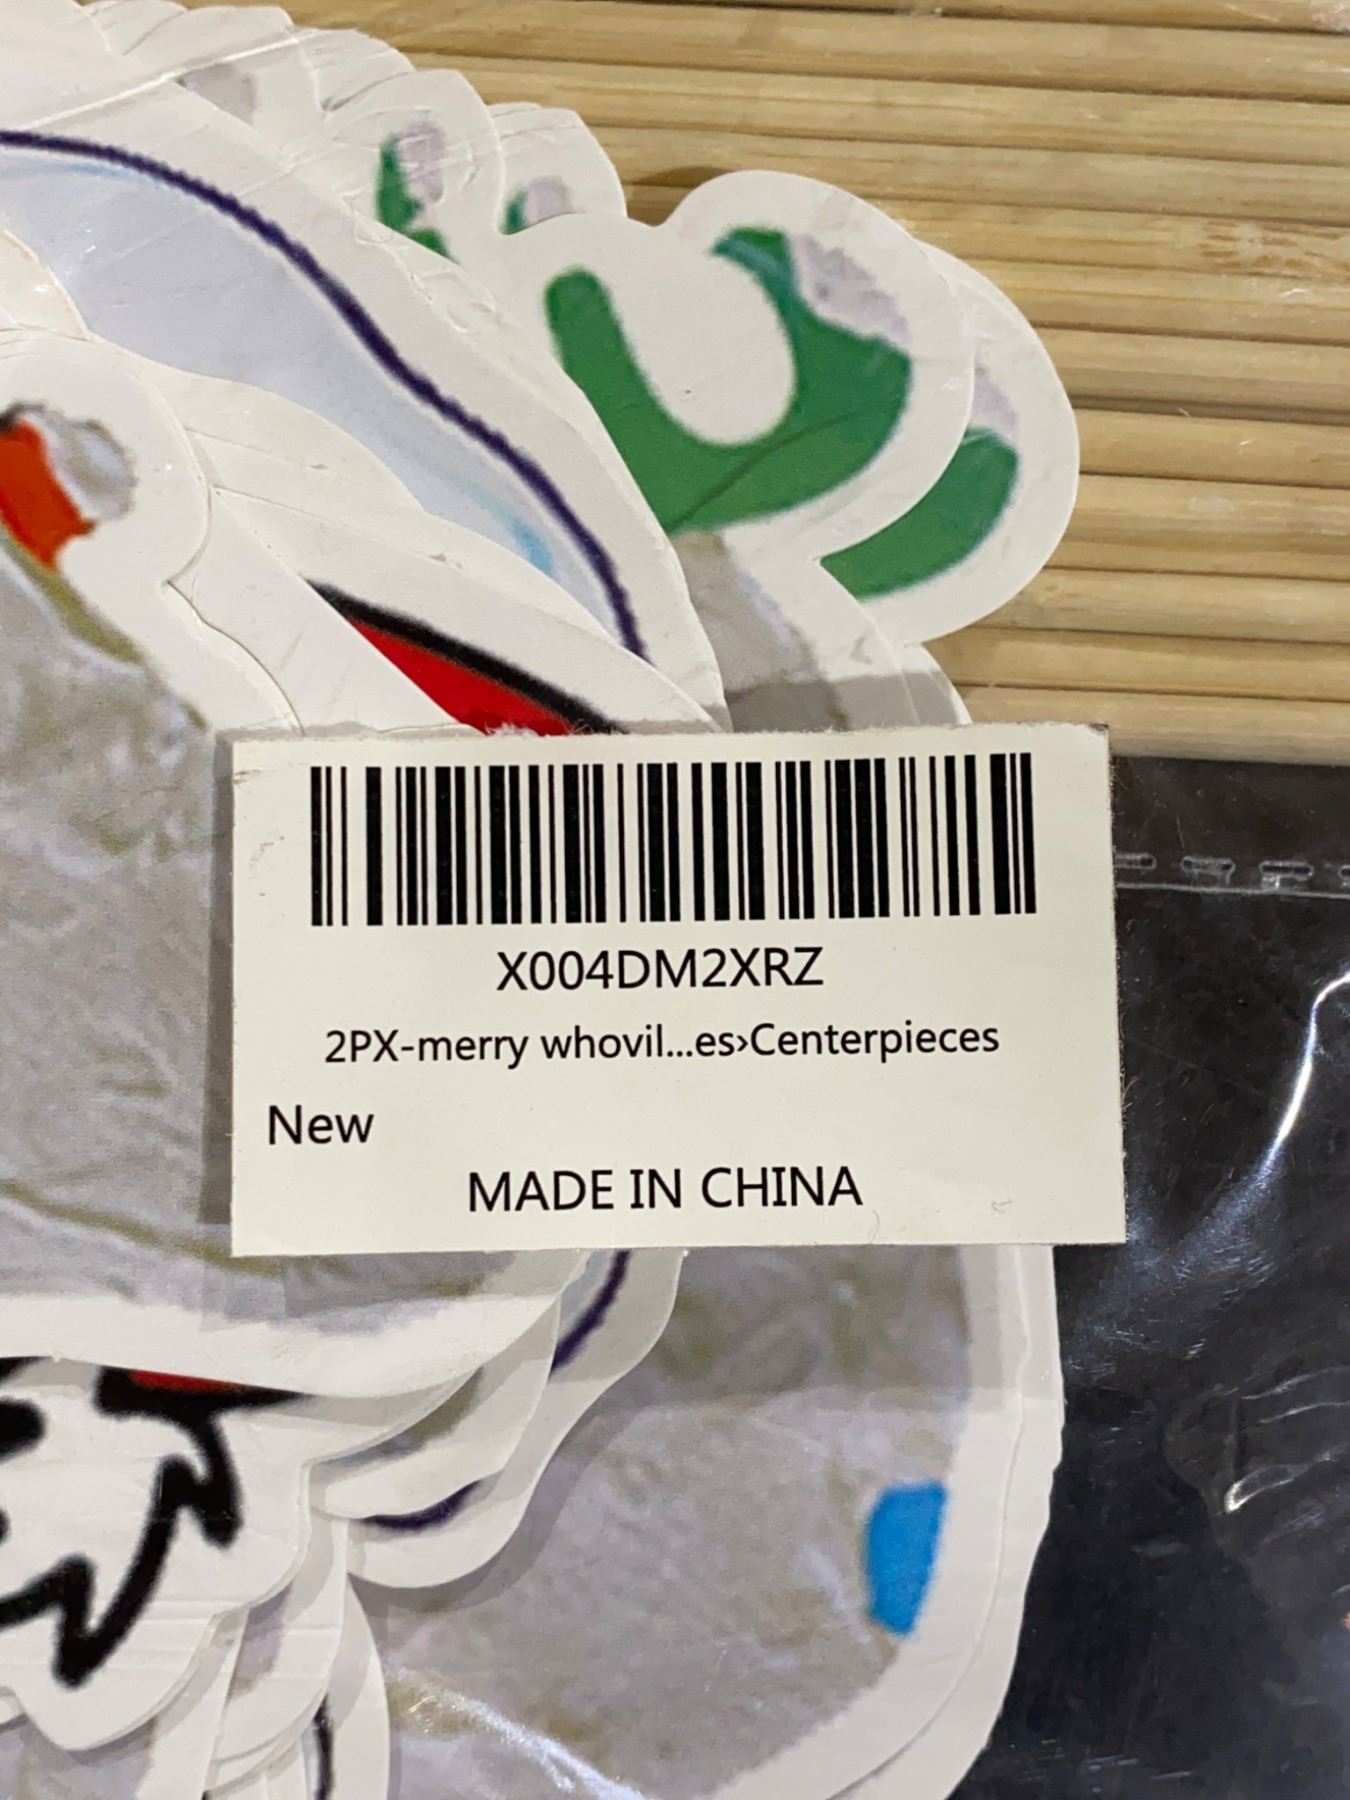 X004DM2XRZ
2PX-merry whovil...es›Centerpieces
New
MADE IN CHINA